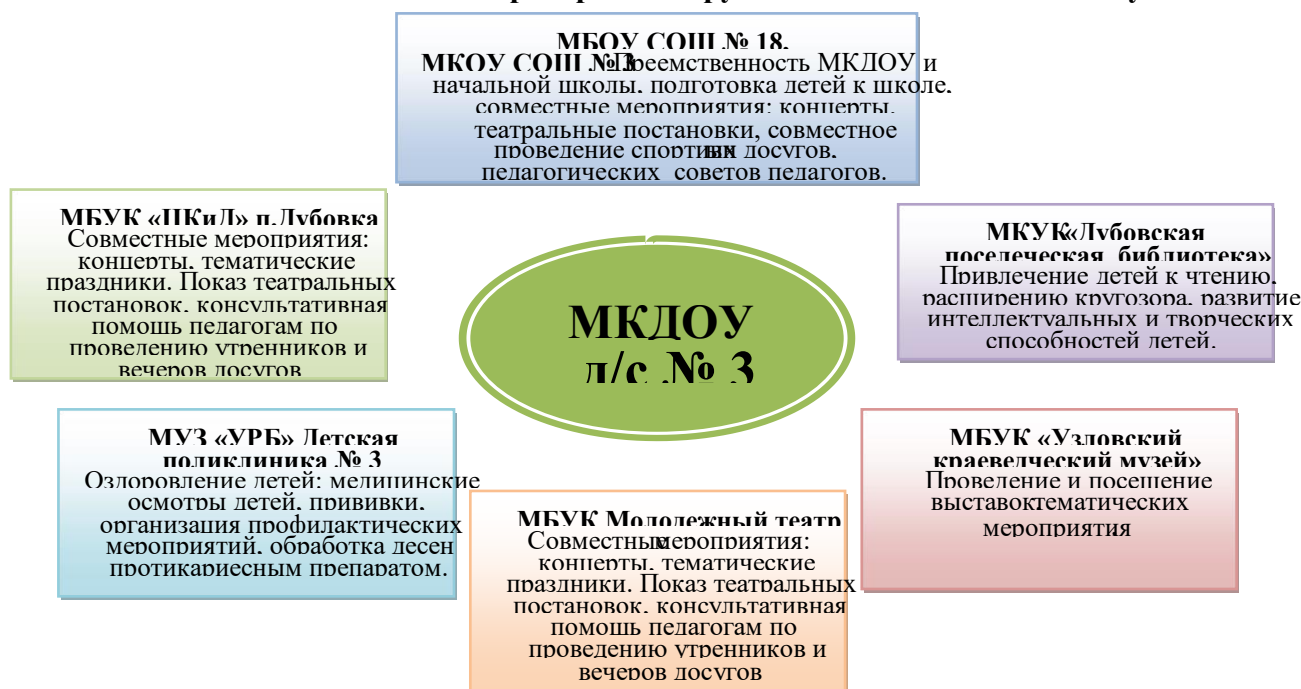 МБОУ СОШ № 18,
МКОУ СОШ № 3 Преемственность МКДОУ и
начальной школы, подготовка детей к школе,
совместные мероприятия: концерты,
театральные постановки, совместное
проведение спортивных досугов,
педагогических советов педагогов.
МБУК «ЦКиД» п.Дубовка
Совместные мероприятия:
концерты, тематические
праздники. Показ театральных
постановок, консультативная
помощь педагогам по
проведению утренников и
вечеров досугов
МКУК «Дубовская
поселеческая библиотека»
Привлечение детей к чтению,
расширению кругозора, развитие
интеллектуальных и творческих
способностей детей.
МКДОУ
д/с № 3
МУЗ «УРБ» Детская
поликлиника № 3
Оздоровление детей: медицинские
осмотры детей, прививки,
организация профилактических
мероприятий, обработка десен
протикариесным препаратом.
МБУК «Узловский
краеведческий музей»
Проведение и посещение
выставоктематических
мероприятия
МБУК Молодежный театр
Совместные мероприятия:
концерты, тематические
праздники. Показ театральных
постановок, консультативная
помощь педагогам по
проведению утренников и
вечеров досугов